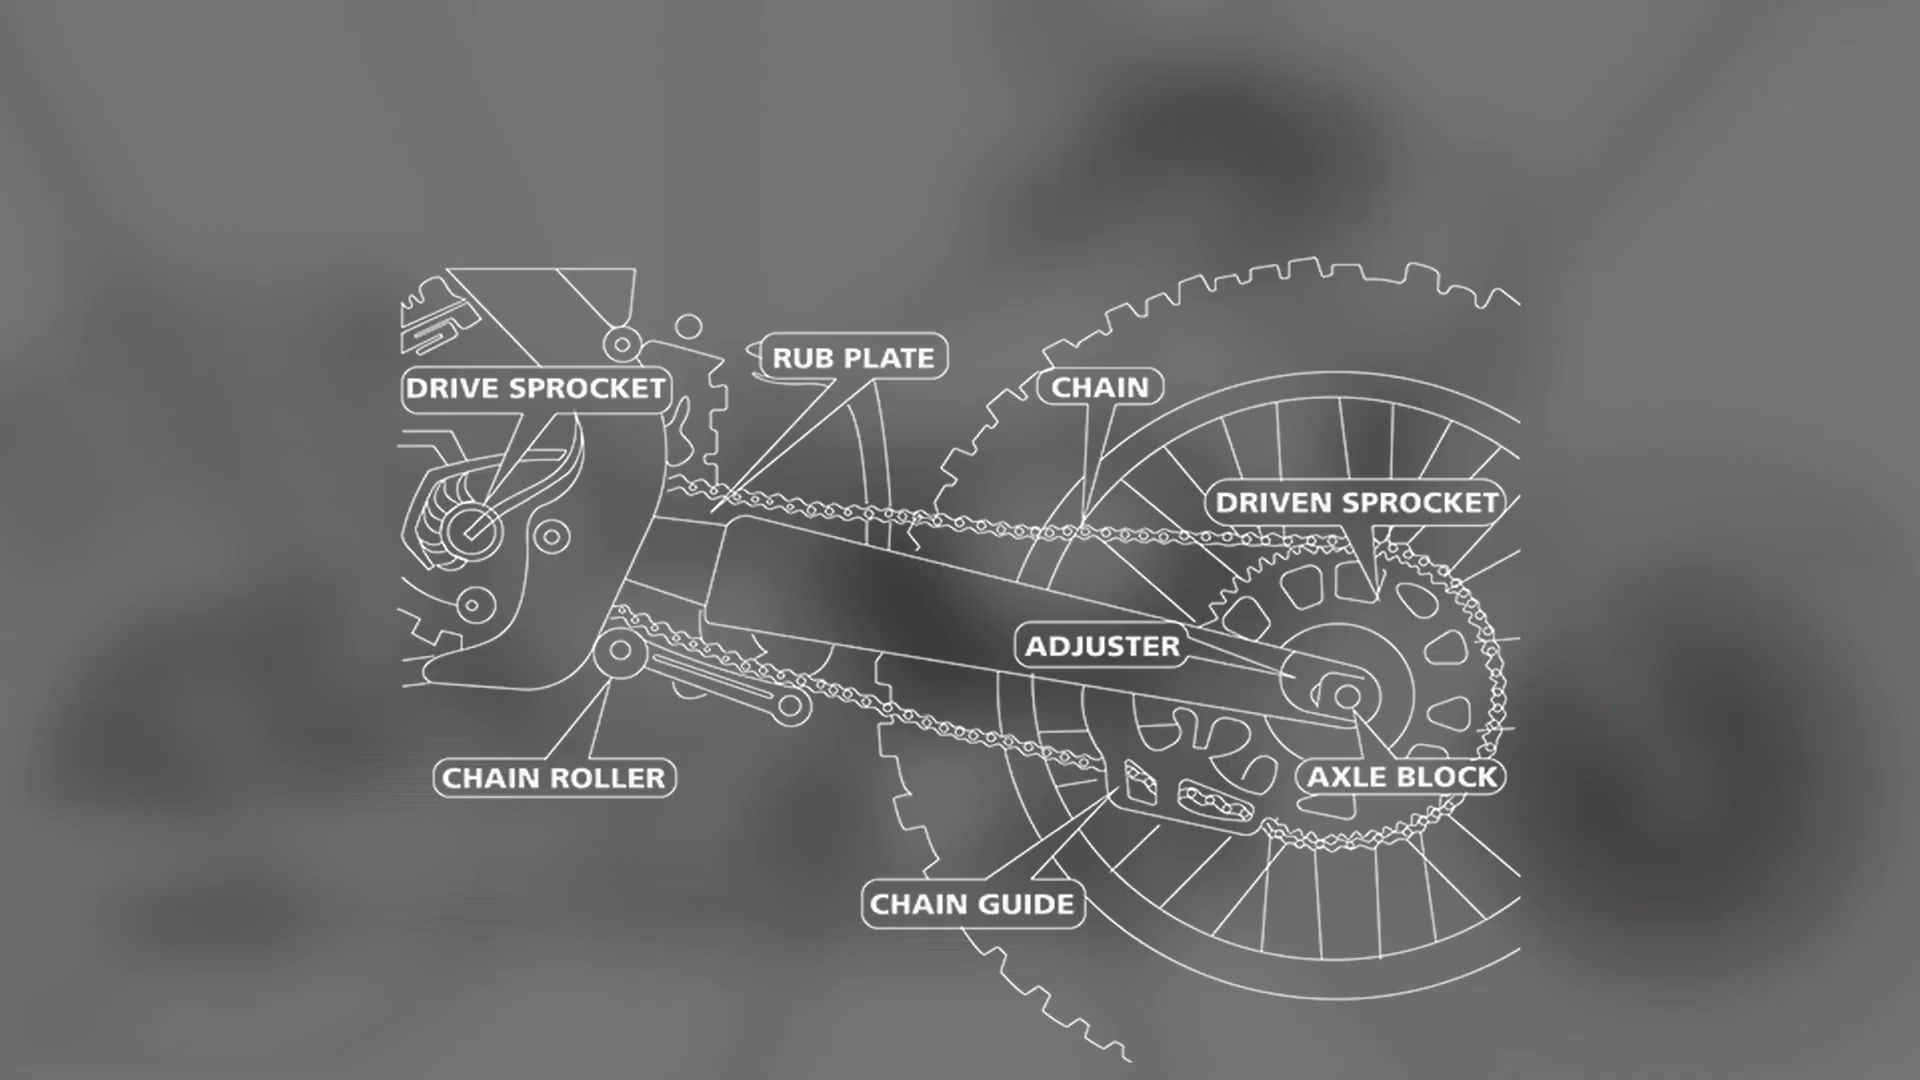 RUB PLATE
DRIVE SPROCKET
CHAIN
DRIVEN SPROCKET
ADJUSTER
CHAIN ROLLER
AXLE BLOCK
CHAIN GUIDE